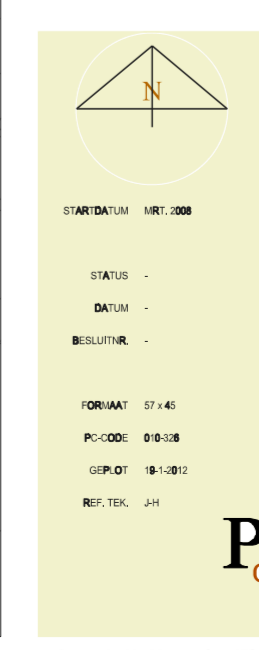 N
STARTDATUM MRT. 2008
STATUS -
DATUM -
BESLUITNR. -
FORMAAT 57 x 45
PC-CODE 010-326
GEPLOT 19-1-2012
REF. TEK. J-H
P